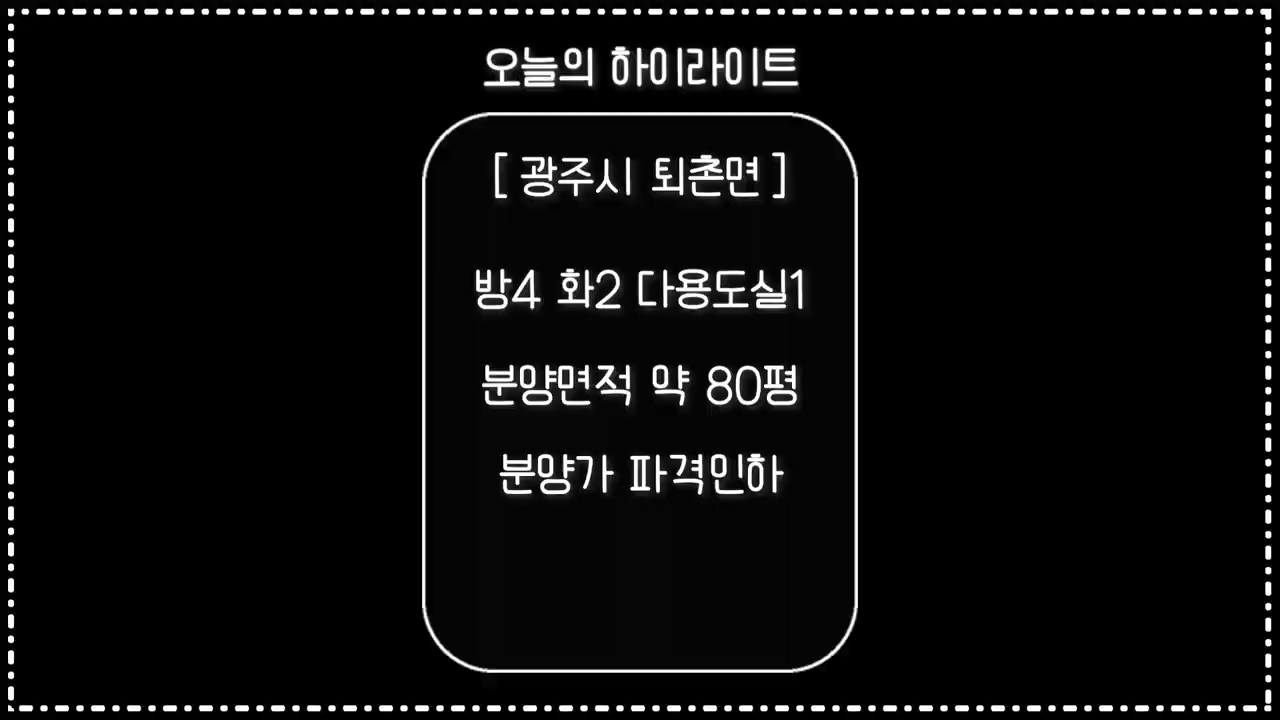 오늘의 하이라이트
[ 광주시 퇴촌면 ]
방4 화2 다용도실1
분양면적 약 80평
분양가 파격인하